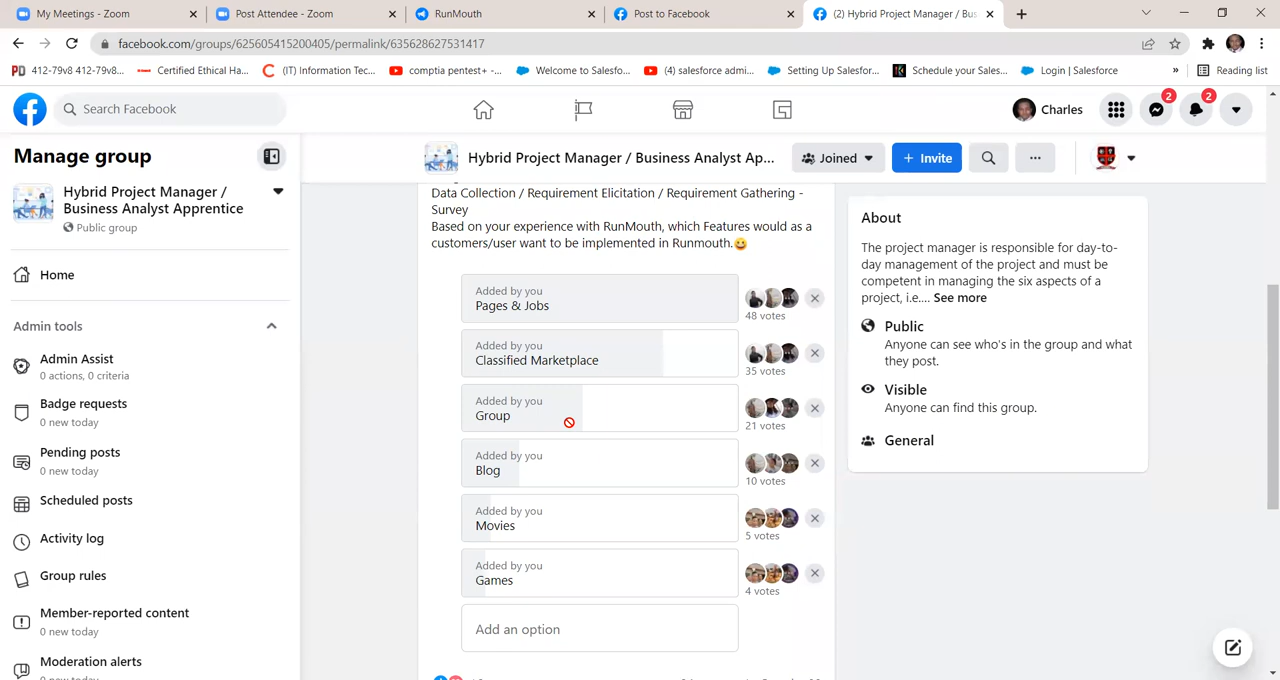 My Meetings - Zoom
Post Attendee - Zoom
RunMouth
Post to Facebook
(2) Hybrid Project Manager / Bus
facebook.com/groups/625605415200405/permalink/635628627531417
PD 412-79v8 412-79v8...
Certified Ethical Ha...
(IT) Information Tec...
comptia pentest+ -...
Welcome to Salesfo...
(4) salesforce admi...
Setting Up Salesfor...
Schedule your Sales...
Login | Salesforce
»
Reading list
Search Facebook
Charles
2
2
Manage group
Hybrid Project Manager / Business Analyst Ap...
Joined
+ Invite
Hybrid Project Manager /
Business Analyst Apprentice
Public group
Home
Admin tools
Admin Assist
0 actions, 0 criteria
Badge requests
0 new today
Pending posts
0 new today
Scheduled posts
Activity log
Group rules
Member-reported content
0 new today
Moderation alerts
Data Collection / Requirement Elicitation / Requirement Gathering -
Survey
Based on your experience with RunMouth, which Features would as a
customers/user want to be implemented in Runmouth.😀
Added by you
Pages & Jobs
48 votes
Added by you
Classified Marketplace
35 votes
Added by you
Group
21 votes
Added by you
Blog
10 votes
Added by you
Movies
5 votes
Added by you
Games
4 votes
Add an option
About
The project manager is responsible for day-to-
day management of the project and must be
competent in managing the six aspects of a
project, i.e.... See more
Public
Anyone can see who's in the group and what
they post.
Visible
Anyone can find this group.
General